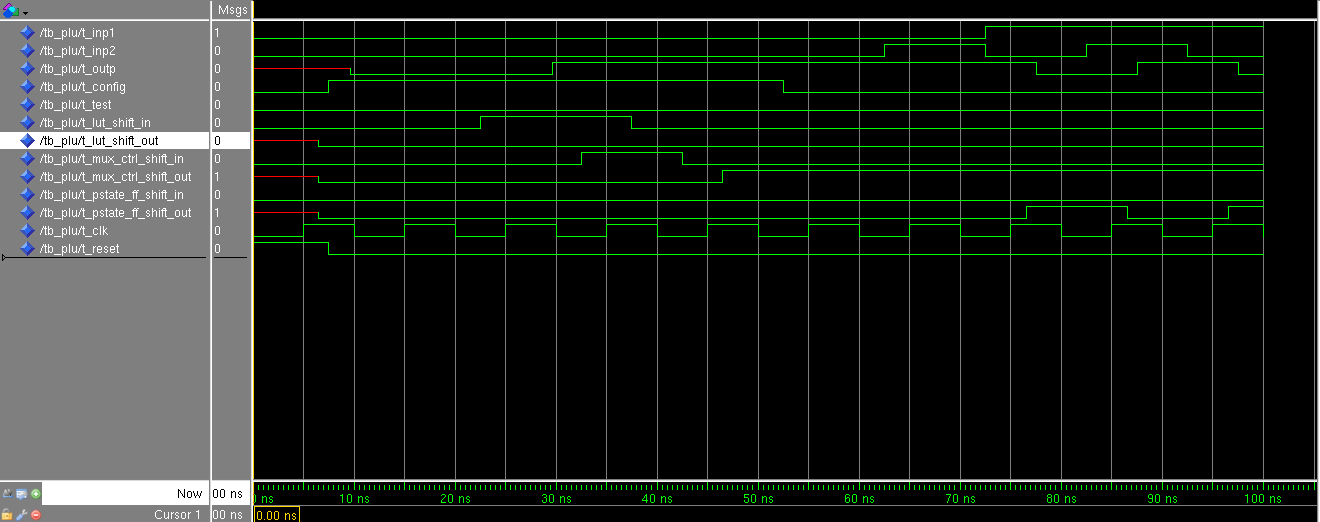 Msgs
/tb_plu/t_inp1 1
/tb_plu/t_inp2 0
/tb_plu/t_outp 0
/tb_plu/t_config 0
/tb_plu/t_test 0
/tb_plu/t_lut_shift_in 0
/tb_plu/t_lut_shift_out 0
/tb_plu/t_mux_ctrl_shift_in 0
/tb_plu/t_mux_ctrl_shift_out 1
/tb_plu/t_pstate_ff_shift_in 0
/tb_plu/t_pstate_ff_shift_out 1
/tb_plu/t_clk 0
/tb_plu/t_reset 0
Now 00 ns ns 10 ns 20 ns 30 ns 40 ns 50 ns 60 ns 70 ns 80 ns 90 ns 100 ns
Cursor 1 00 ns 0.00 ns